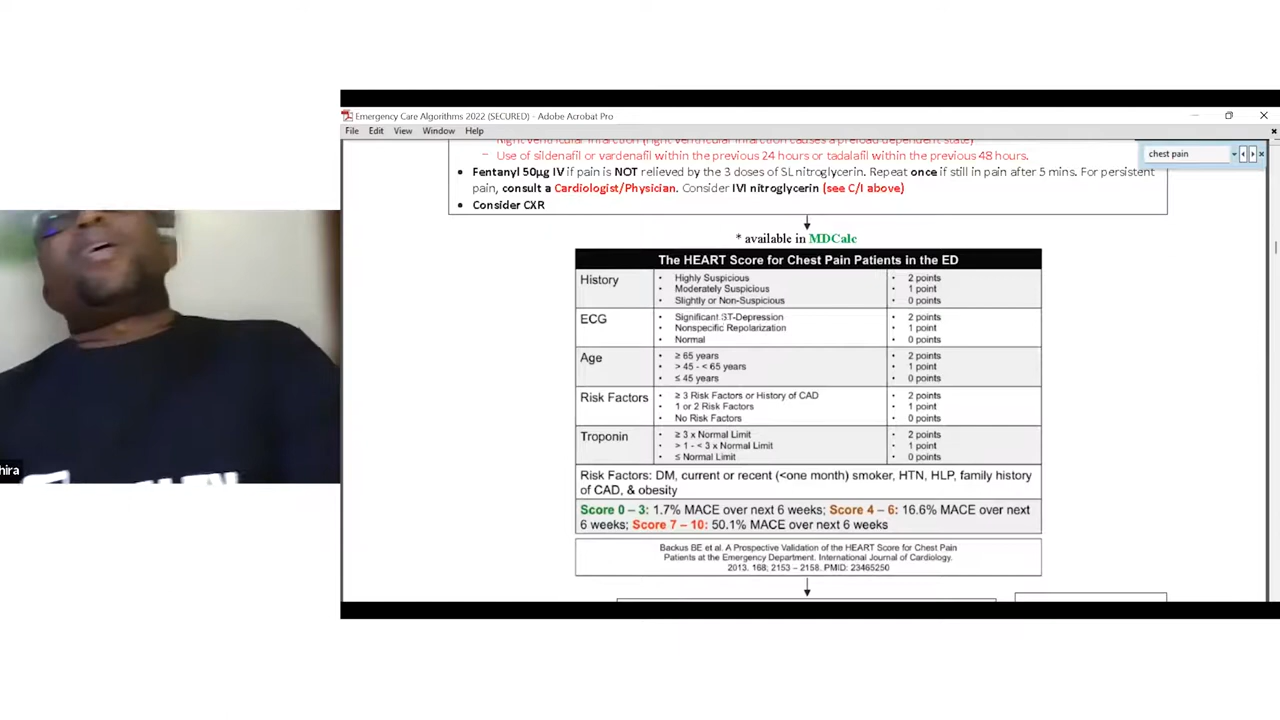 Emergency Care Algorithms 2022 (SECURED) - Adobe Acrobat Pro
File Edit View Window Help
chest pain
Right ventricular infarction (right ventricular infarction causes a preload dependent state)
− Use of sildenafil or vardenafil within the previous 24 hours or tadalafil within the previous 48 hours.
• Fentanyl 50µg IV if pain is NOT relieved by the 3 doses of SL nitroglycerin. Repeat once if still in pain after 5 mins. For persistent
pain, consult a Cardiologist/Physician. Consider IVI nitroglycerin (see C/I above)
• Consider CXR
* available in MDCalc
The HEART Score for Chest Pain Patients in the ED
History
• Highly Suspicious • 2 points
• Moderately Suspicious • 1 point
• Slightly or Non-Suspicious • 0 points
ECG
• Significant ST-Depression • 2 points
• Nonspecific Repolarization • 1 point
• Normal • 0 points
Age
• ≥ 65 years • 2 points
• > 45 - < 65 years • 1 point
• ≤ 45 years • 0 points
Risk Factors
• ≥ 3 Risk Factors or History of CAD • 2 points
• 1 or 2 Risk Factors • 1 point
• No Risk Factors • 0 points
Troponin
• ≥ 3 x Normal Limit • 2 points
• > 1 - < 3 x Normal Limit • 1 point
• ≤ Normal Limit • 0 points
Risk Factors: DM, current or recent (<one month) smoker, HTN, HLP, family history
of CAD, & obesity
Score 0 – 3: 1.7% MACE over next 6 weeks; Score 4 – 6: 16.6% MACE over next
6 weeks; Score 7 – 10: 50.1% MACE over next 6 weeks
Backus BE et al. A Prospective Validation of the HEART Score for Chest Pain
Patients at the Emergency Department. International Journal of Cardiology.
2013. 168; 2153 – 2158. PMID: 23465250
hira